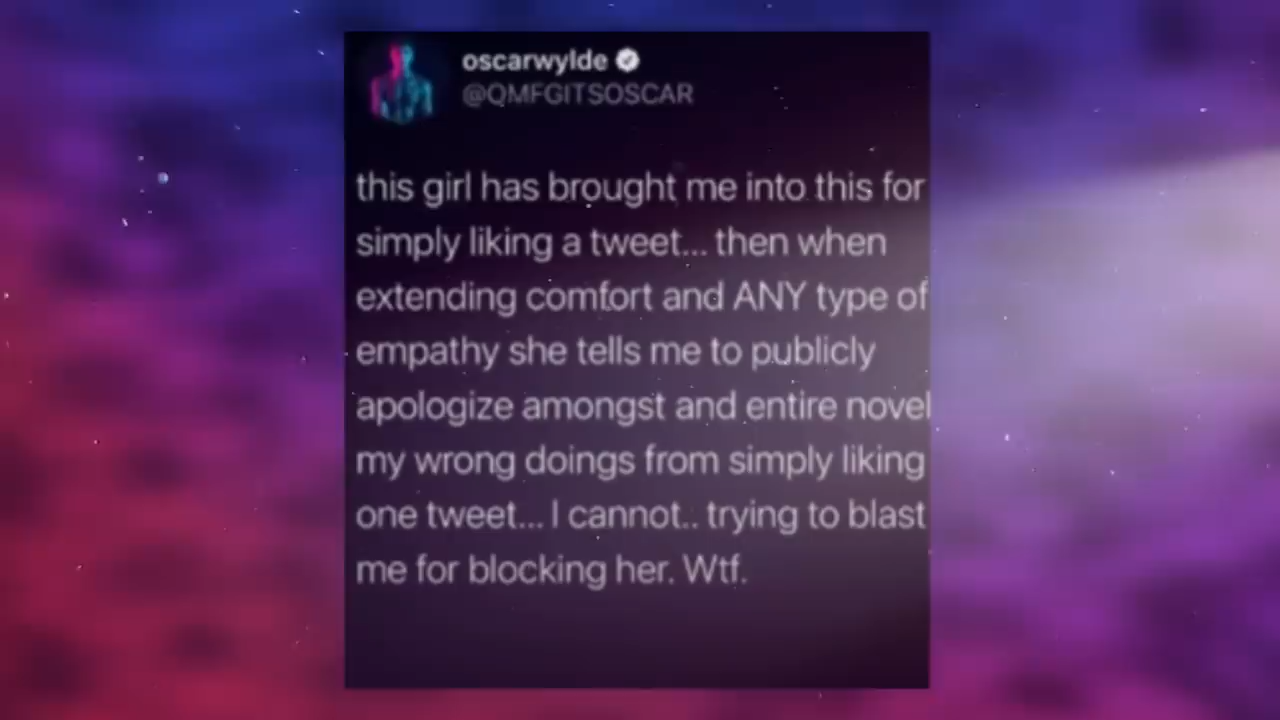 oscarwylde
@QMFGITSOSCAR
this girl has brought me into this for
simply liking a tweet... then when
extending comfort and ANY type of
empathy she tells me to publicly
apologize amongst and entire novel
my wrong doings from simply liking
one tweet... I cannot.. trying to blast
me for blocking her. Wtf.